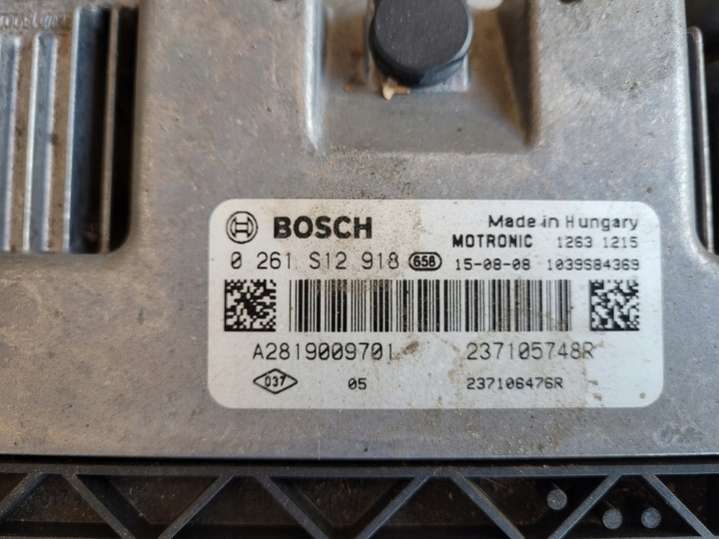 BOSCH
Made in Hungary
MOTRONIC 1263 1215
0 261 S12 918 658 15-08-08 1039S84369
A2819009701 237105748R
037 05 237106476R